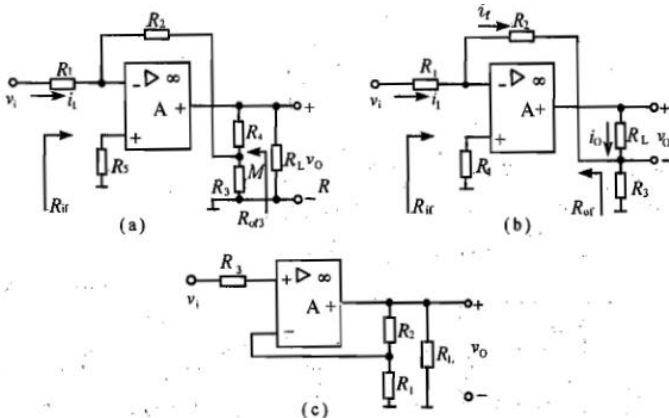 R₂
R₁
vᵢ
i₁
- ▷ ∞
A +
+
R₅
Rif
+
R₄
M
R₃
RL
vO
- R
Rof3
(a)
if
R₂
R₁
vᵢ
i₁
- ▷ ∞
A+
+
R₄
Rif
+
iO
RL
vO
-
R₃
Rof
(b)
R₃
vᵢ
+ ▷ ∞
A +
-
+
R₂
RL
vO
R₁
-
(c)